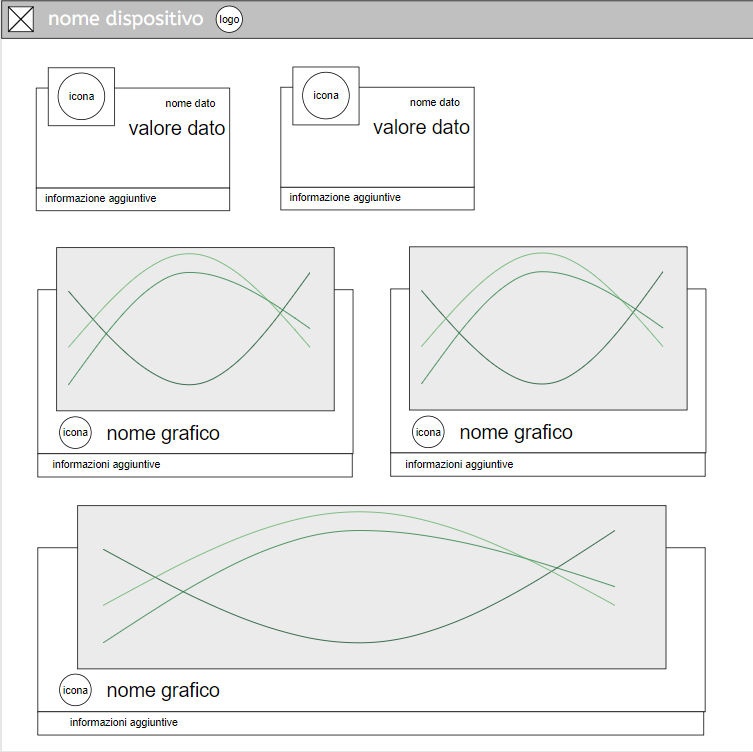 nome dispositivo logo
icona
nome dato
valore dato
informazione aggiuntive
icona
nome dato
valore dato
informazione aggiuntive
icona nome grafico
informazioni aggiuntive
icona nome grafico
informazioni aggiuntive
icona nome grafico
informazioni aggiuntive